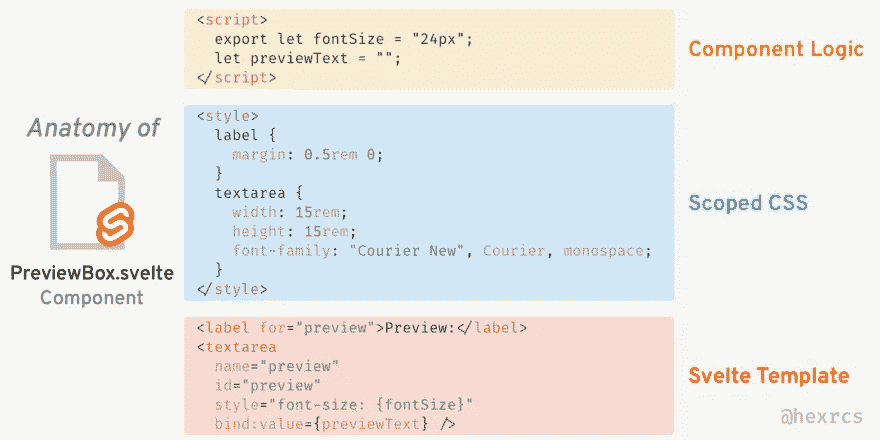 Anatomy of
PreviewBox.svelte
Component
<script>
  export let fontSize = "24px";
  let previewText = "";
</script>
Component Logic
<style>
  label {
    margin: 0.5rem 0;
  }
  textarea {
    width: 15rem;
    height: 15rem;
    font-family: "Courier New", Courier, monospace;
  }
</style>
Scoped CSS
<label for="preview">Preview:</label>
<textarea
  name="preview"
  id="preview"
  style="font-size: {fontSize}"
  bind:value={previewText} />
Svelte Template
@hexrcs